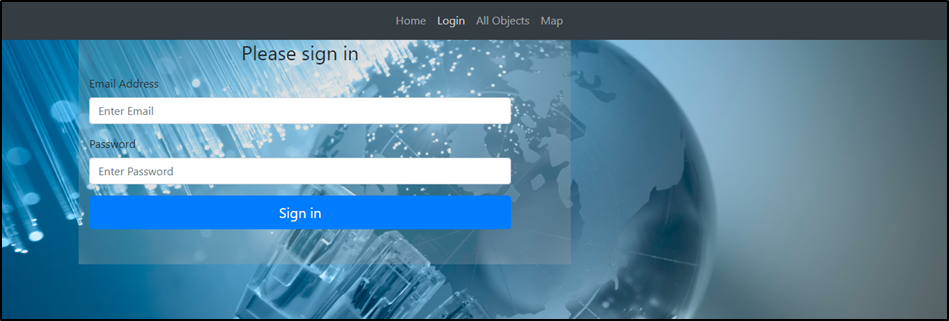 Home Login All Objects Map
Please sign in
Email Address
Enter Email
Password
Enter Password
Sign in